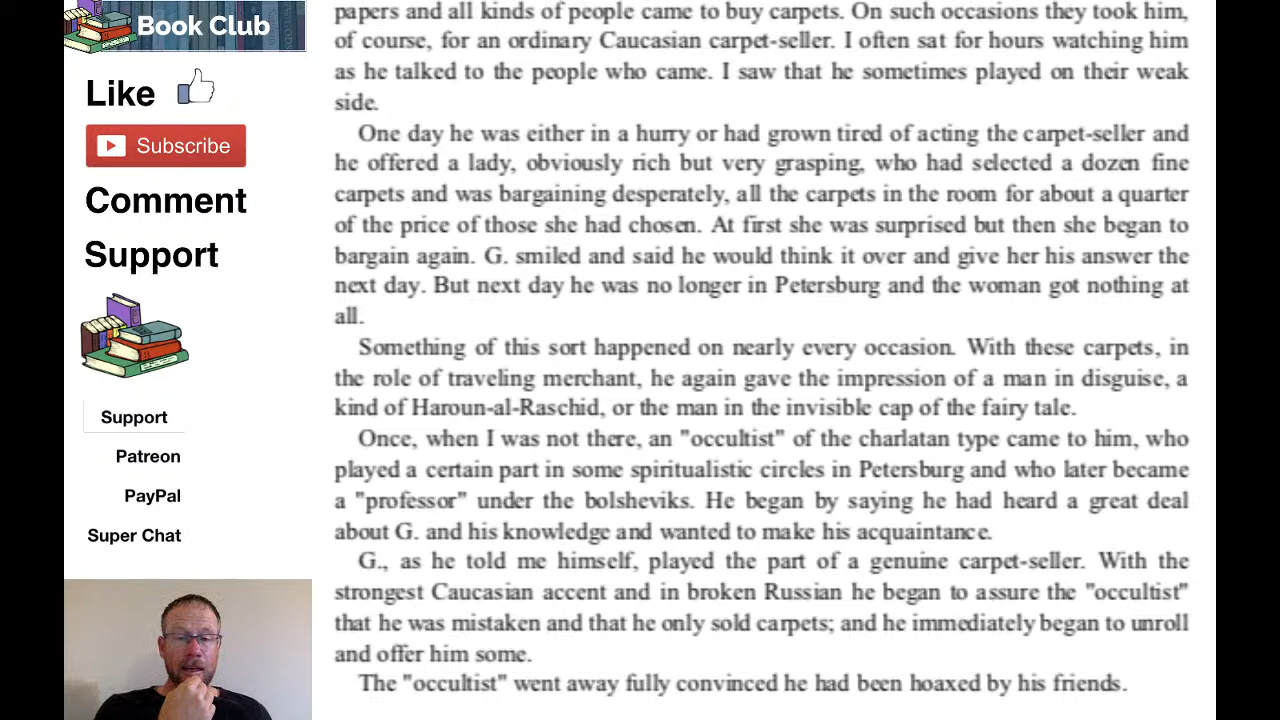 Book Club
Like
Subscribe
Comment
Support
Support
Patreon
PayPal
Super Chat
papers and all kinds of people came to buy carpets. On such occasions they took him,
of course, for an ordinary Caucasian carpet-seller. I often sat for hours watching him
as he talked to the people who came. I saw that he sometimes played on their weak
side.
One day he was either in a hurry or had grown tired of acting the carpet-seller and
he offered a lady, obviously rich but very grasping, who had selected a dozen fine
carpets and was bargaining desperately, all the carpets in the room for about a quarter
of the price of those she had chosen. At first she was surprised but then she began to
bargain again. G. smiled and said he would think it over and give her his answer the
next day. But next day he was no longer in Petersburg and the woman got nothing at
all.
Something of this sort happened on nearly every occasion. With these carpets, in
the role of traveling merchant, he again gave the impression of a man in disguise, a
kind of Haroun-al-Raschid, or the man in the invisible cap of the fairy tale.
Once, when I was not there, an "occultist" of the charlatan type came to him, who
played a certain part in some spiritualistic circles in Petersburg and who later became
a "professor" under the bolsheviks. He began by saying he had heard a great deal
about G. and his knowledge and wanted to make his acquaintance.
G., as he told me himself, played the part of a genuine carpet-seller. With the
strongest Caucasian accent and in broken Russian he began to assure the "occultist"
that he was mistaken and that he only sold carpets; and he immediately began to unroll
and offer him some.
The "occultist" went away fully convinced he had been hoaxed by his friends.